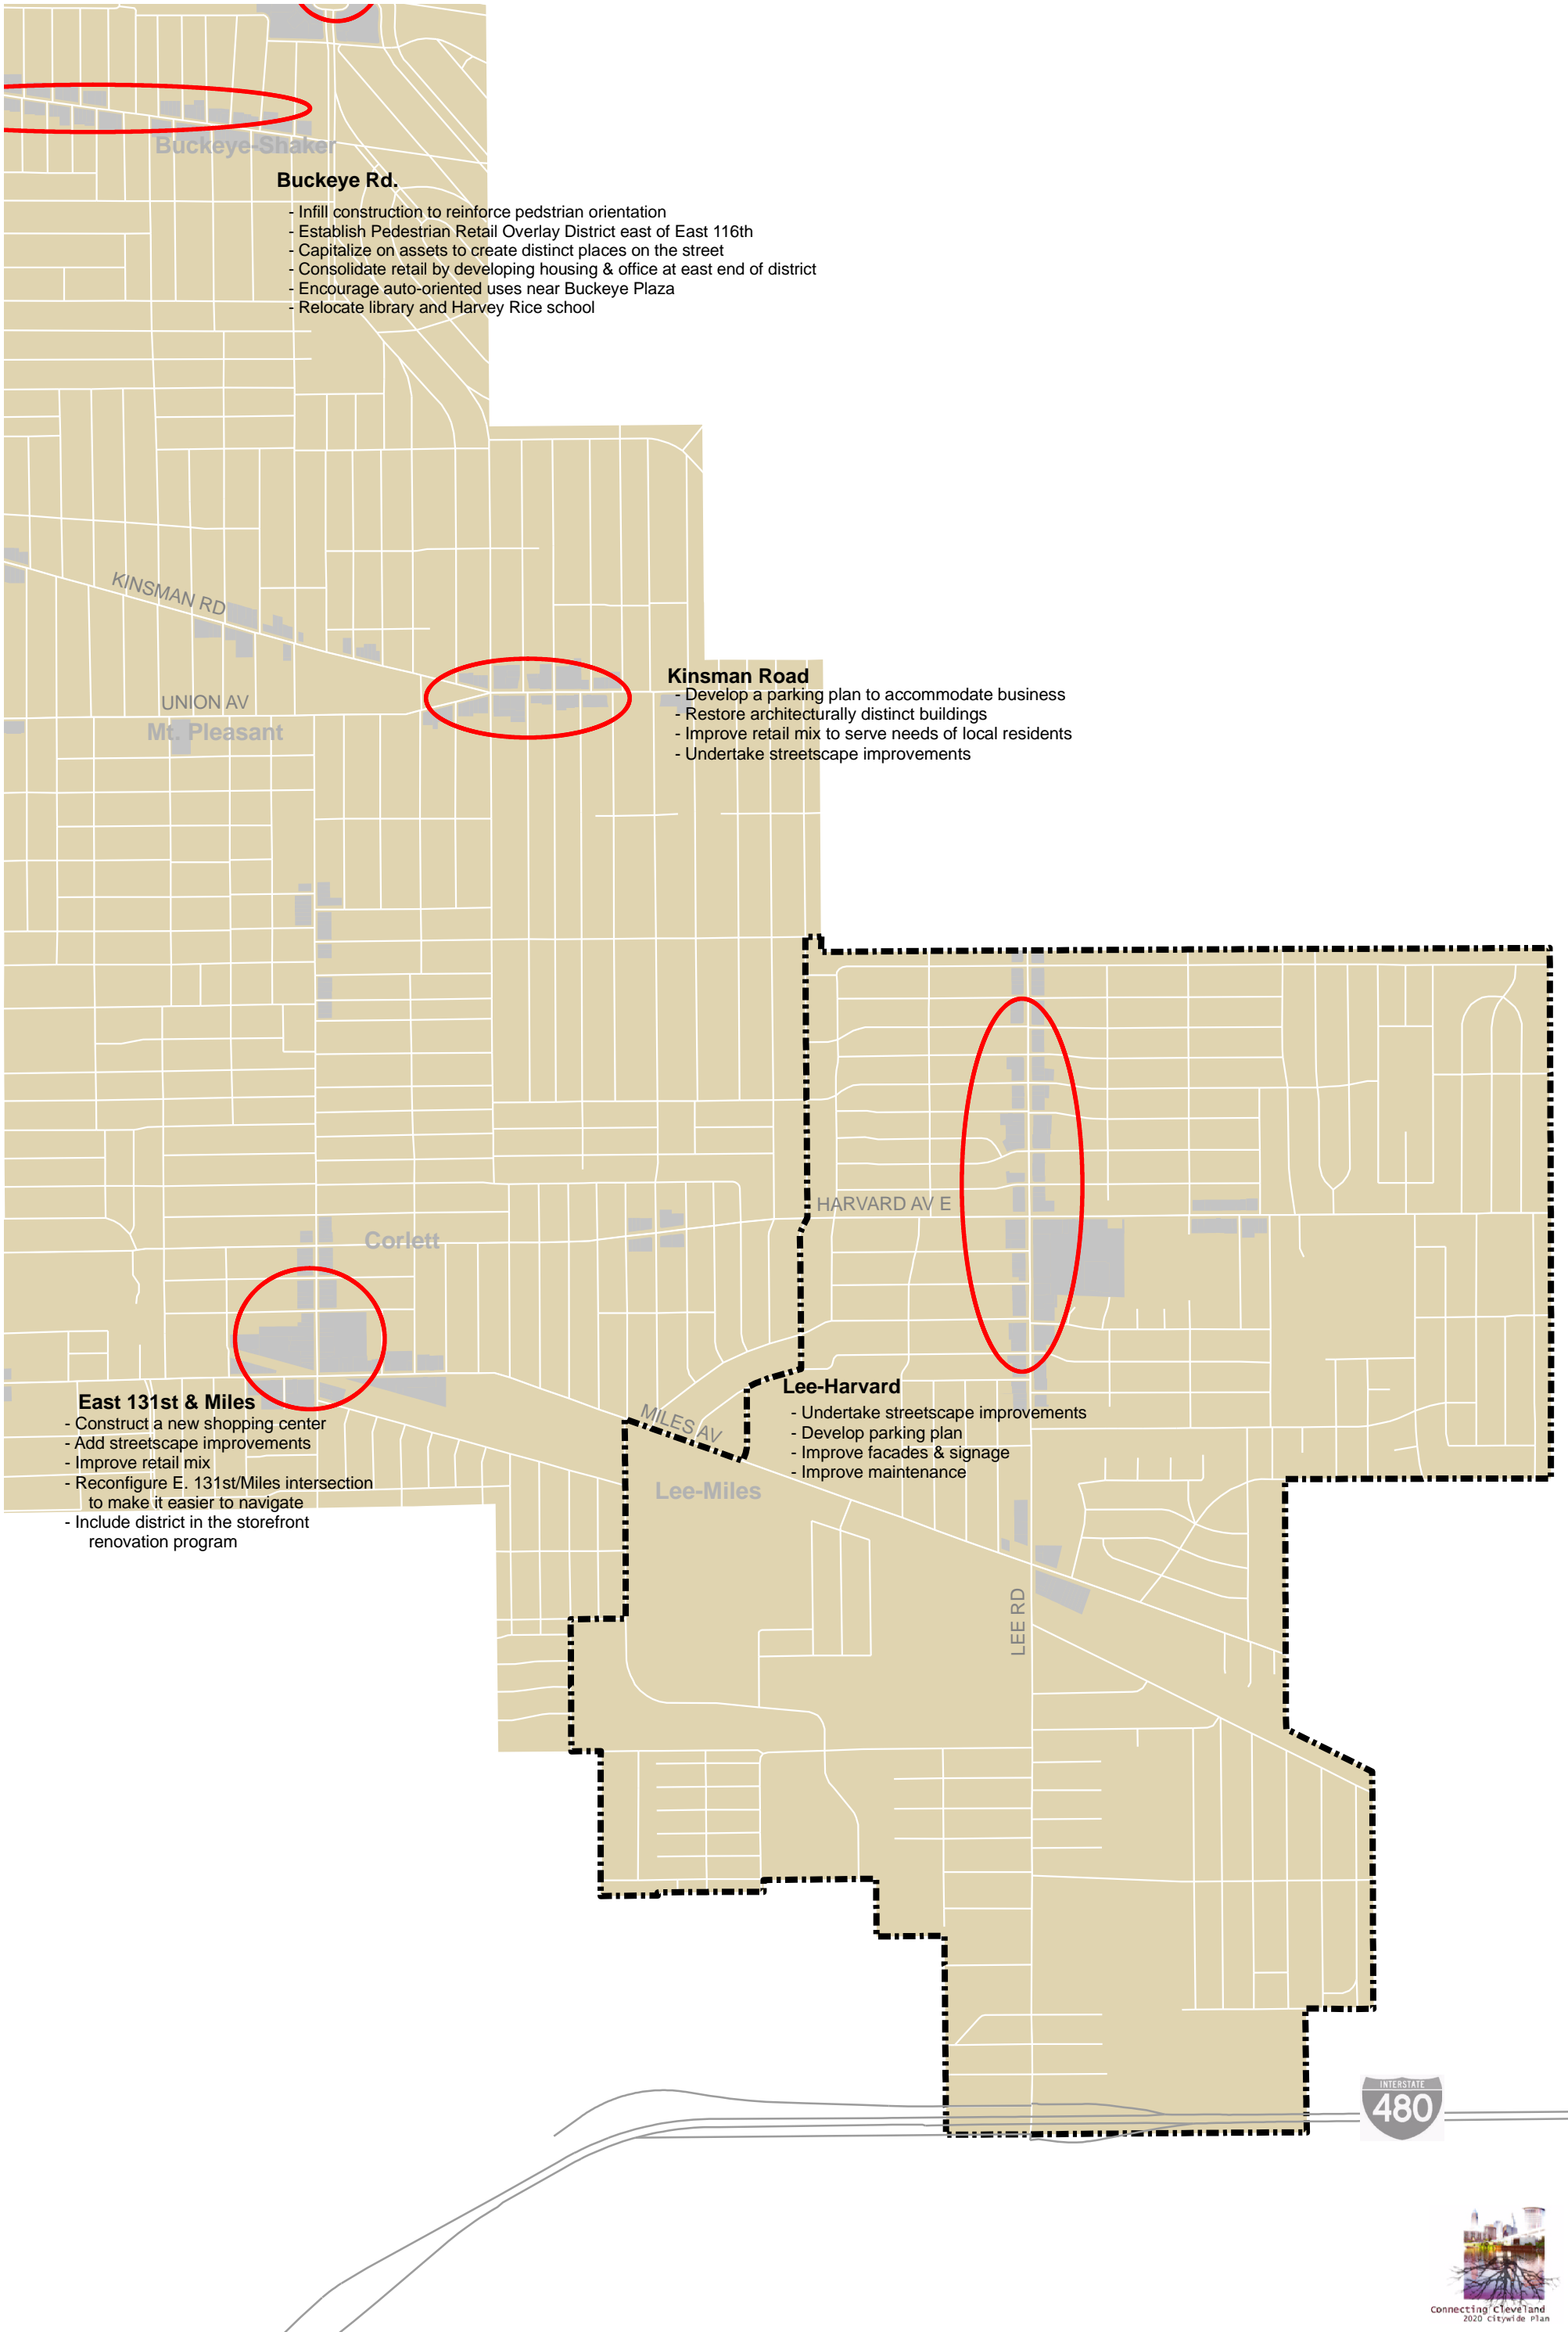 Buckeye-Shaker
Buckeye Rd.
- Infill construction to reinforce pedstrian orientation
- Establish Pedestrian Retail Overlay District east of East 116th
- Capitalize on assets to create distinct places on the street
- Consolidate retail by developing housing & office at east end of district
- Encourage auto-oriented uses near Buckeye Plaza
- Relocate library and Harvey Rice school
KINSMAN RD
UNION AV
Mt. Pleasant
Kinsman Road
- Develop a parking plan to accommodate business
- Restore architecturally distinct buildings
- Improve retail mix to serve needs of local residents
- Undertake streetscape improvements
HARVARD AV E
Corlett
East 131st & Miles
- Construct a new shopping center
- Add streetscape improvements
- Improve retail mix
- Reconfigure E. 131st/Miles intersection
to make it easier to navigate
- Include district in the storefront
renovation program
MILES AV
Lee-Harvard
- Undertake streetscape improvements
- Develop parking plan
- Improve facades & signage
- Improve maintenance
Lee-Miles
LEE RD
INTERSTATE
480
Connecting Cleveland
2020 Citywide Plan